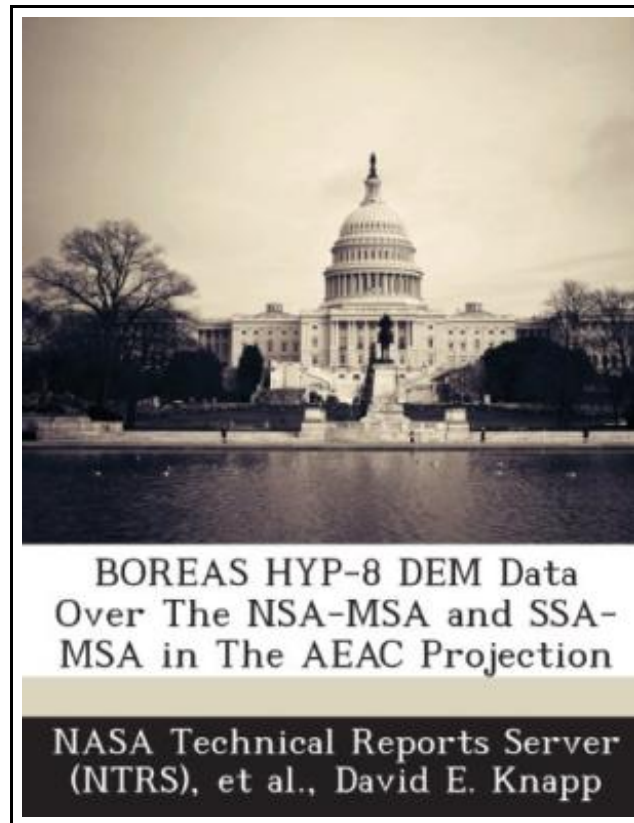 BOREAS HYP-8 DEM Data
Over The NSA-MSA and SSA-
MSA in The AEAC Projection
NASA Technical Reports Server
(NTRS), et al., David E. Knapp